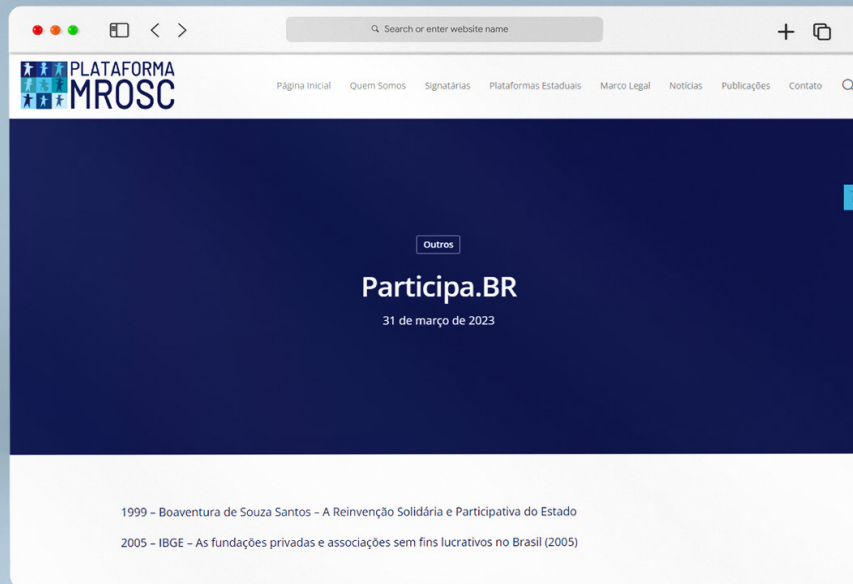 Search or enter website name
PLATAFORMA
MROSC
Página Inicial Quem Somos Signatárias Plataformas Estaduais Marco Legal Notícias Publicações Contato
Outros
Participa.BR
31 de março de 2023
1999 – Boaventura de Souza Santos – A Reinvenção Solidária e Participativa do Estado
2005 – IBGE – As fundações privadas e associações sem fins lucrativos no Brasil (2005)